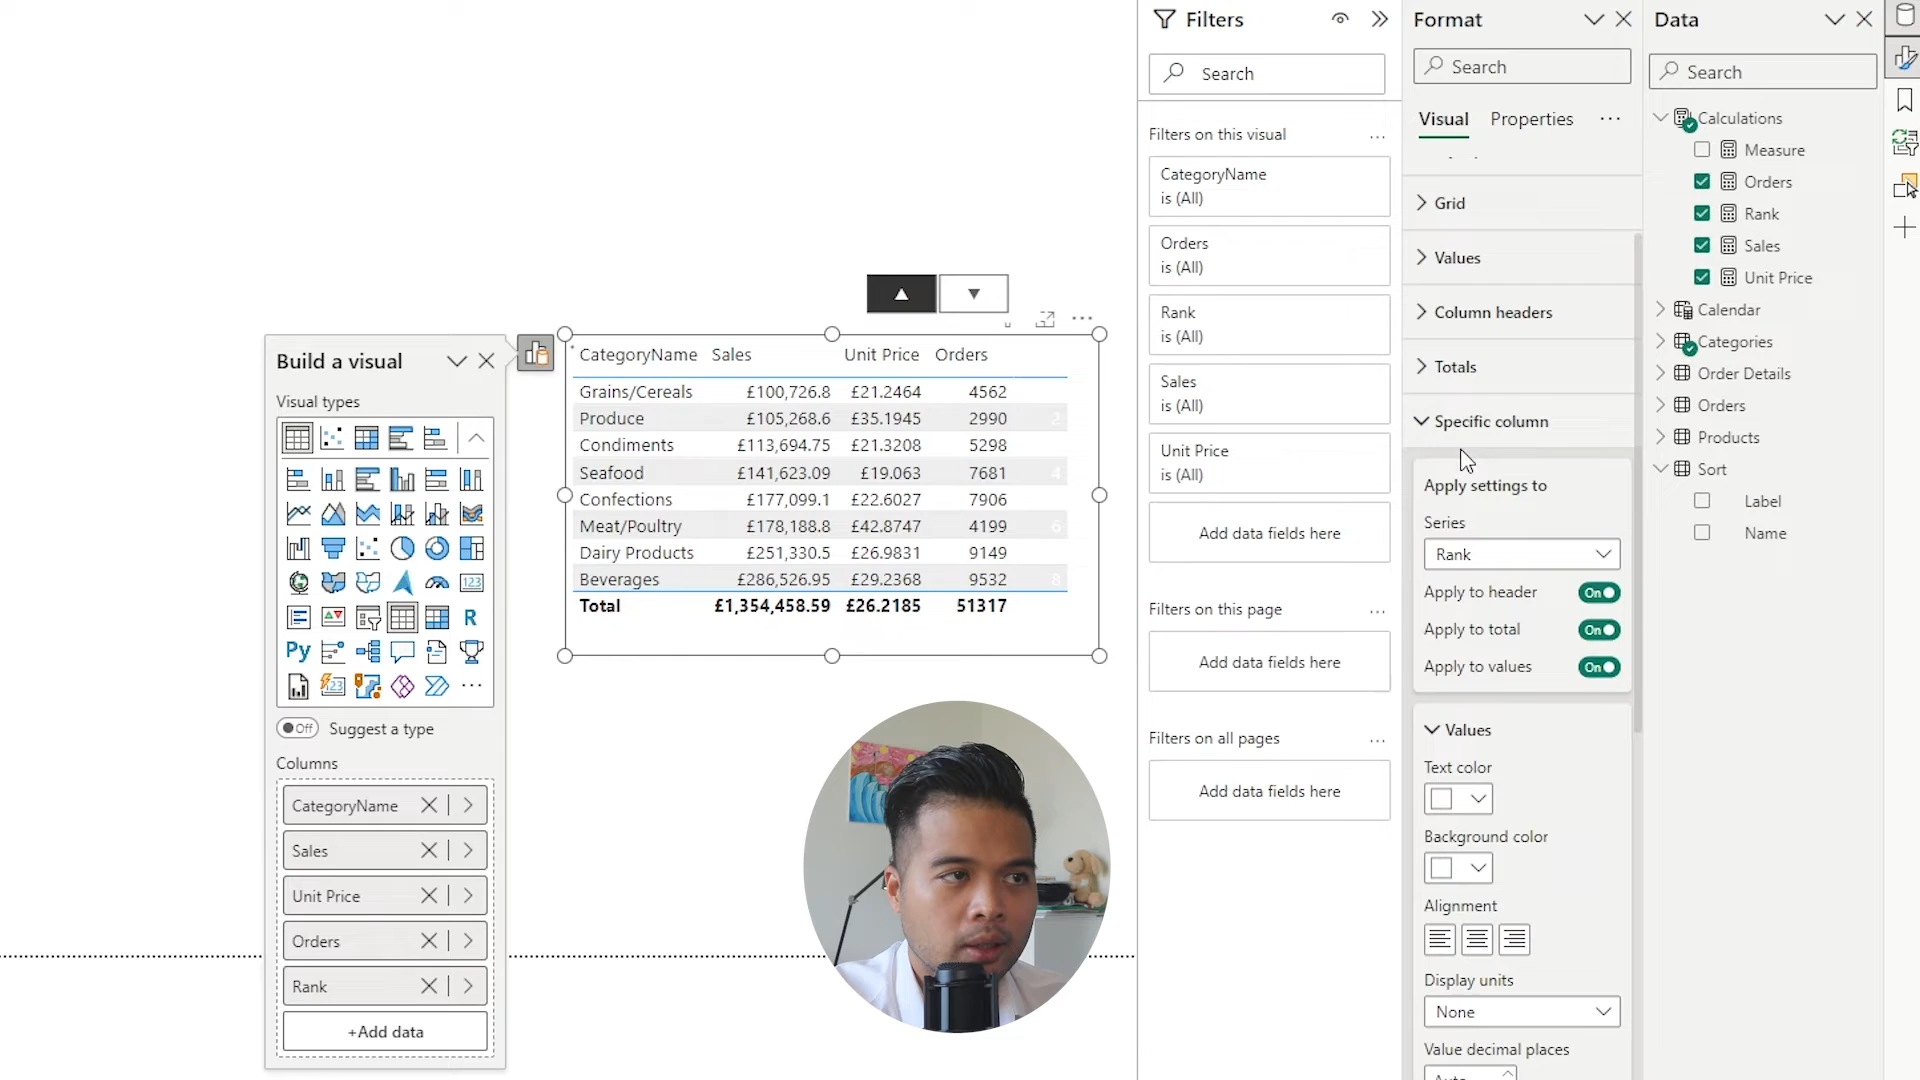 Filters
Search
Filters on this visual
CategoryName
is (All)
Orders
is (All)
Rank
is (All)
Sales
is (All)
Unit Price
is (All)
Add data fields here
Filters on this page
Add data fields here
Filters on all pages
Add data fields here
Format
Search
Visual Properties
Grid
Values
Column headers
Totals
Specific column
Apply settings to
Series
Rank
Apply to header On
Apply to total On
Apply to values On
Values
Text color
Background color
Alignment
Display units
None
Value decimal places
Auto
Data
Search
Calculations
Measure
Orders
Rank
Sales
Unit Price
Calendar
Categories
Order Details
Orders
Products
Sort
Label
Name
Build a visual
Visual types
123
R
Py
123
Off Suggest a type
Columns
CategoryName
Sales
Unit Price
Orders
Rank
+Add data
CategoryName Sales Unit Price Orders
Grains/Cereals £100,726.8 £21.2464 4562
Produce £105,268.6 £35.1945 2990 2
Condiments £113,694.75 £21.3208 5298
Seafood £141,623.09 £19.063 7681 4
Confections £177,099.1 £22.6027 7906
Meat/Poultry £178,188.8 £42.8747 4199 6
Dairy Products £251,330.5 £26.9831 9149
Beverages £286,526.95 £29.2368 9532 8
Total £1,354,458.59 £26.2185 51317